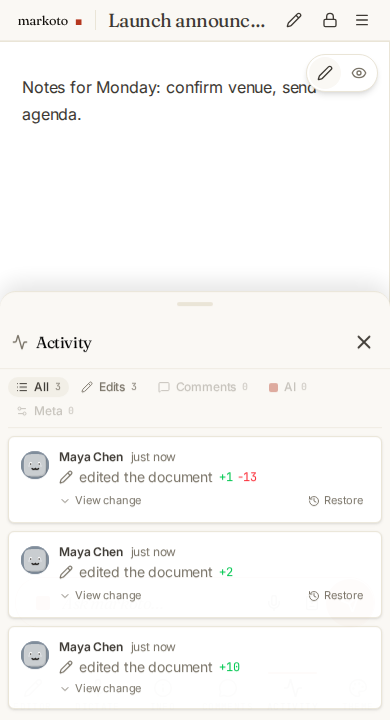 markoto
Launch announc...
Notes for Monday: confirm venue, send
agenda.
Activity
All 3 Edits 3 Comments 0 AI 0
Meta 0
Maya Chen just now
edited the document +1 -13
View change Restore
Maya Chen just now
edited the document +2
View change Restore
Maya Chen just now
edited the document +10
View change